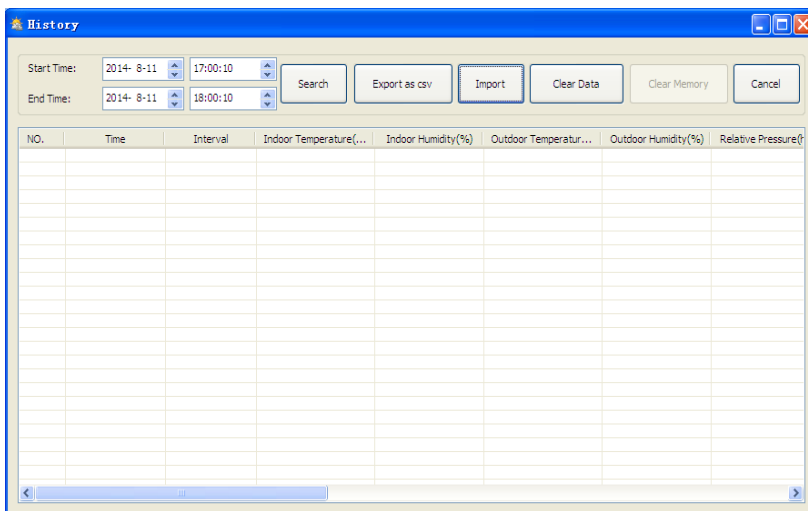 History
Start Time: 2014- 8-11 17:00:10
End Time: 2014- 8-11 18:00:10
Search Export as csv Import Clear Data Clear Memory Cancel
NO. Time Interval Indoor Temperature(... Indoor Humidity(%) Outdoor Temperatur... Outdoor Humidity(%) Relative Pressure(h